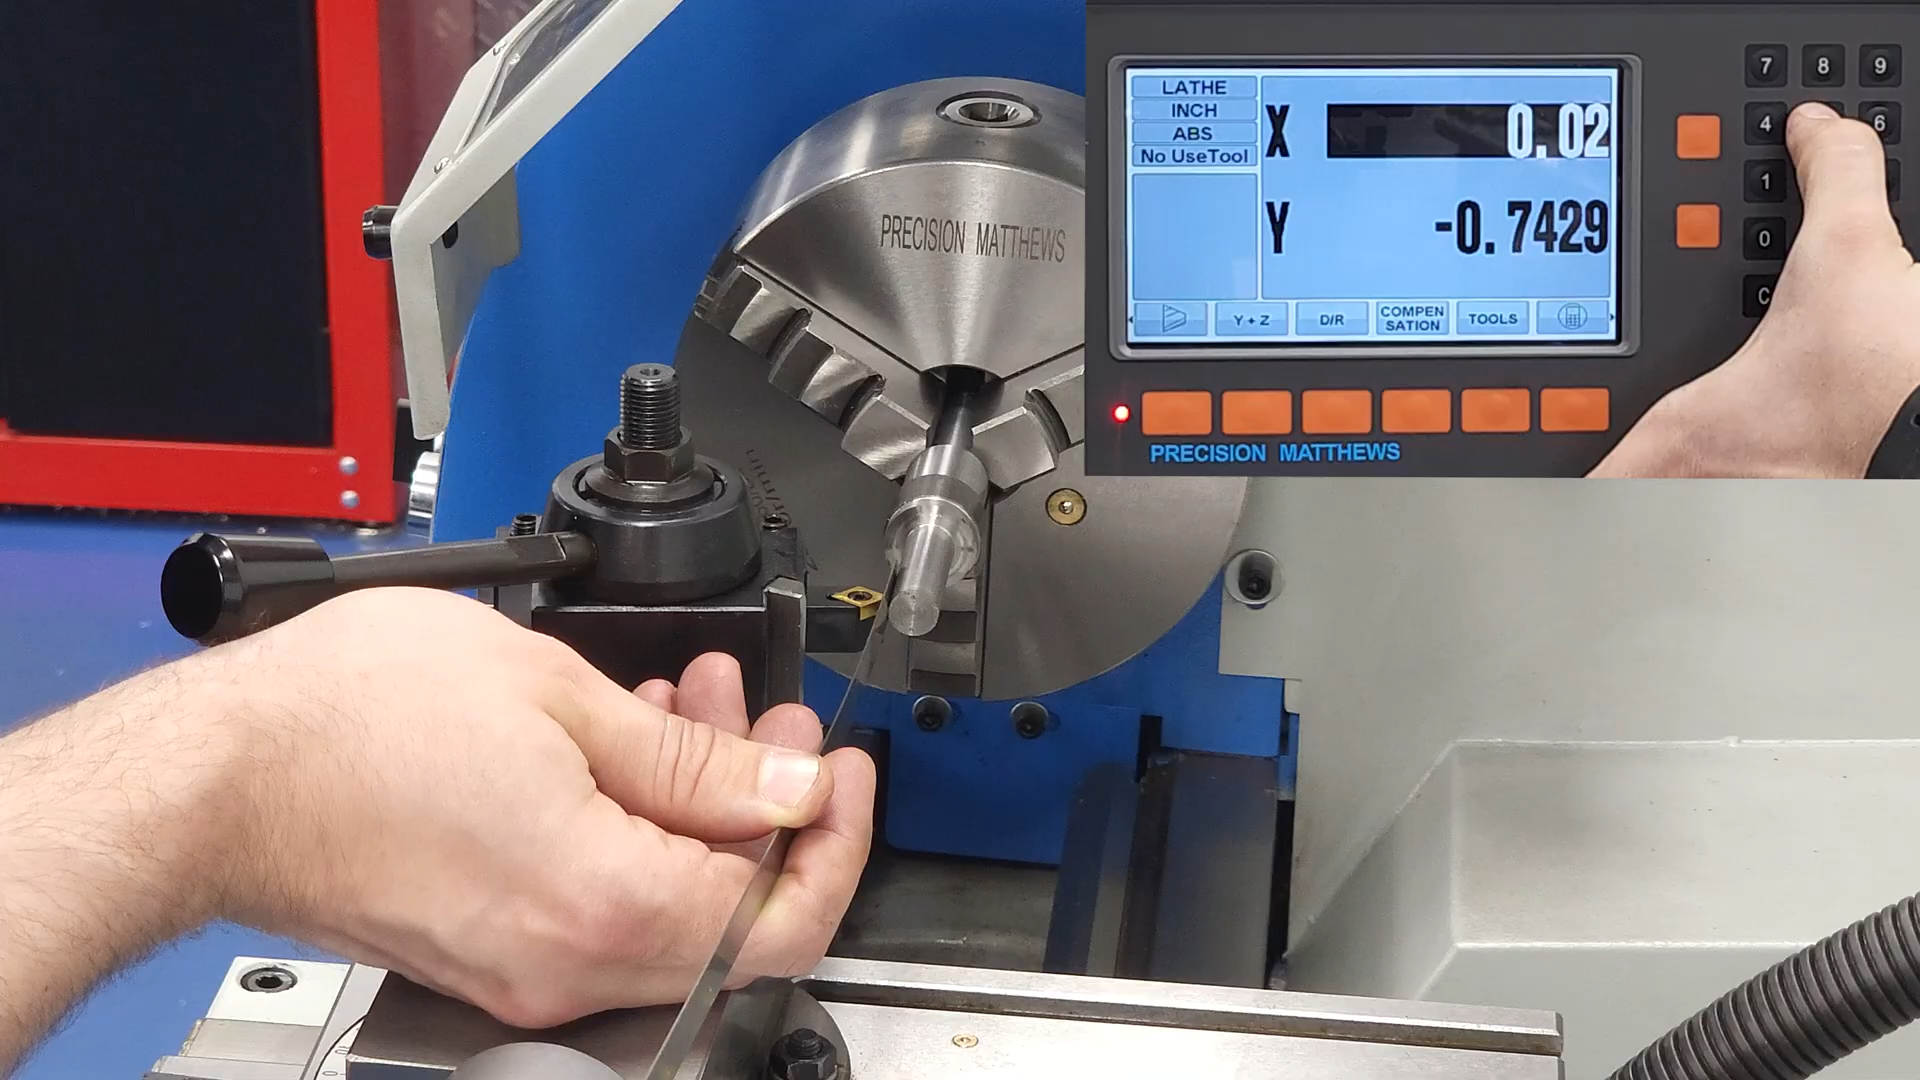 PRECISION MATTHEWS
LATHE
INCH
ABS
No UseTool
X 0.02
Y -0.7429
Y + Z
D/R
COMPEN
SATION
TOOLS
PRECISION MATTHEWS
7 8 9
4 6
1
0
C